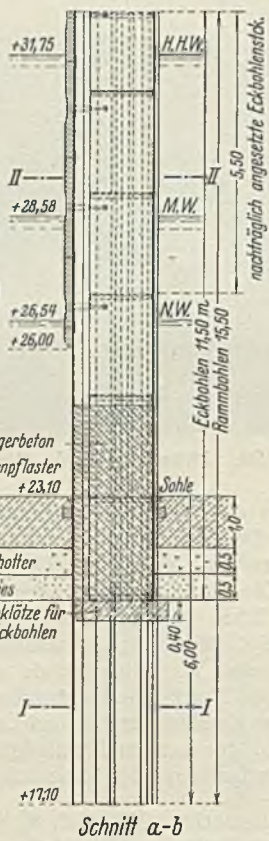 +31,75
H.H.W.
II
II
+28,58
M.W.
5,50
nachträglich angesetzte Eckbohlenstck.
+26,54
N.W.
+26,00
Eckbohlen 11,50 m
Rammbohlen 15,50
gerbeton
npflaster
+23,10
Sohle
1,0
hotter
0,5
ies
0,5
klötze für
ckbohlen
0,40
6,00
I
I
+17,10
Schnitt a-b